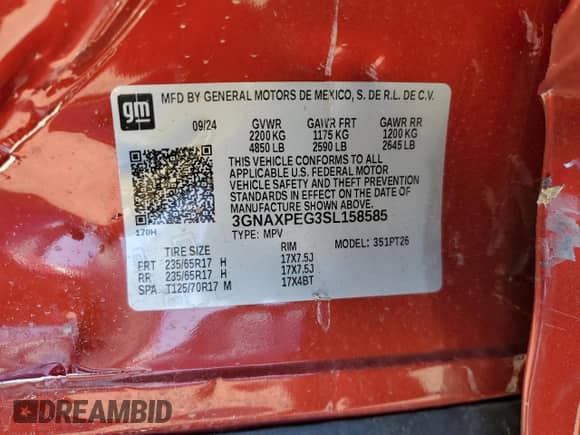 gm
MFD BY GENERAL MOTORS DE MEXICO, S. DE R.L. DE C.V.
09/24 GVWR GAWR FRT GAWR RR
2200 KG 1175 KG 1200 KG
4850 LB 2590 LB 2645 LB
THIS VEHICLE CONFORMS TO ALL
APPLICABLE U.S. FEDERAL MOTOR
VEHICLE SAFETY AND THEFT PREVENTION
STANDARDS IN EFFECT ON THE DATE OF
MANUFACTURE SHOWN ABOVE.
3GNAXPEG3SL158585
170H
TYPE: MPV MODEL: 351PT26
TIRE SIZE RIM
FRT 235/65R17 H 17X7.5J
RR 235/65R17 H 17X7.5J
SPA T125/70R17 M 17X4BT
DREAMBID